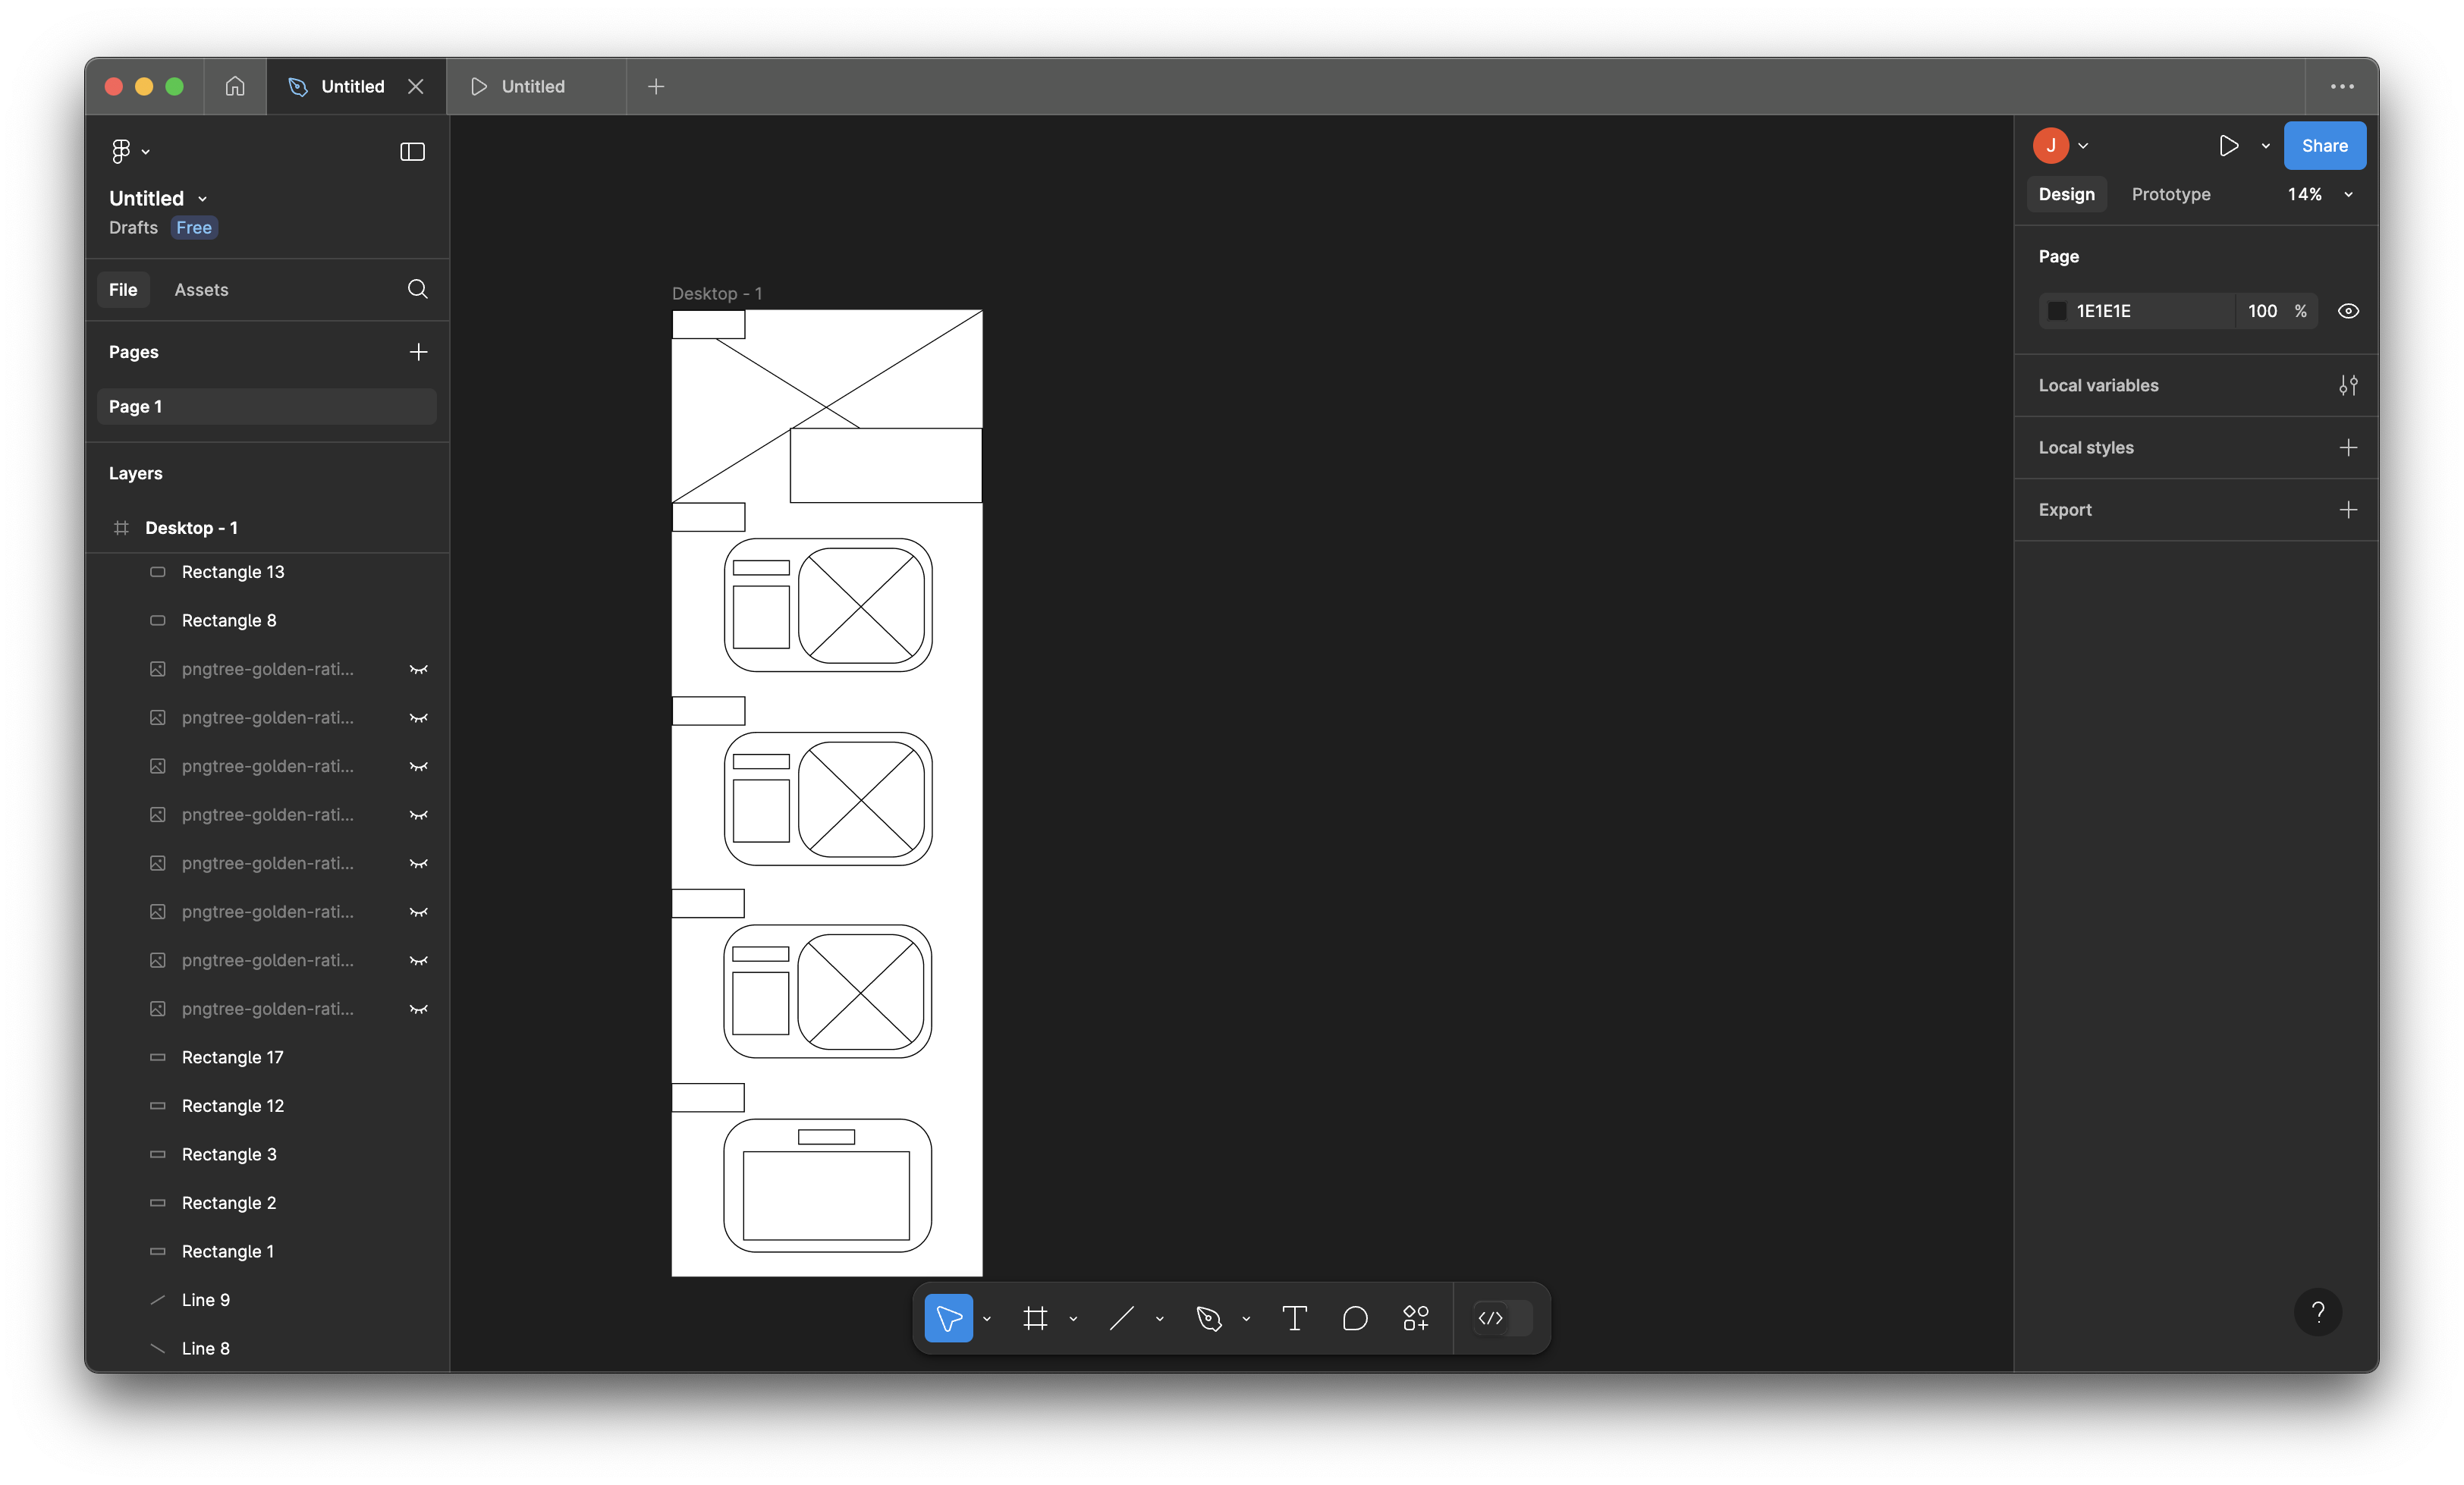 Untitled
Untitled
Untitled
Drafts Free
File Assets
Pages
Page 1
Layers
Desktop - 1
Rectangle 13
Rectangle 8
pngtree-golden-rati...
pngtree-golden-rati...
pngtree-golden-rati...
pngtree-golden-rati...
pngtree-golden-rati...
pngtree-golden-rati...
pngtree-golden-rati...
pngtree-golden-rati...
Rectangle 17
Rectangle 12
Rectangle 3
Rectangle 2
Rectangle 1
Line 9
Line 8
Desktop - 1
J
Share
Design Prototype 14%
Page
1E1E1E 100 %
Local variables
Local styles
Export
?